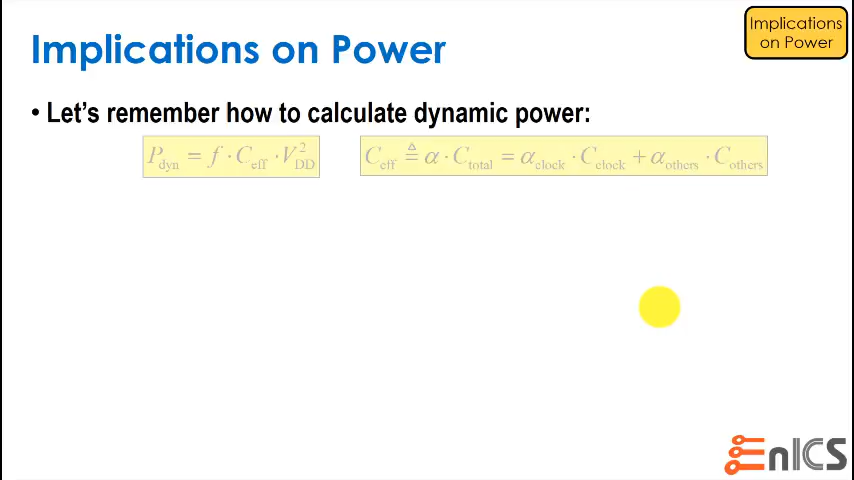 Implications
on Power
Implications on Power
• Let's remember how to calculate dynamic power:
P_dyn = f · C_eff · V_DD^2
C_eff ≜ α · C_total = α_clock · C_clock + α_others · C_others
EnICS